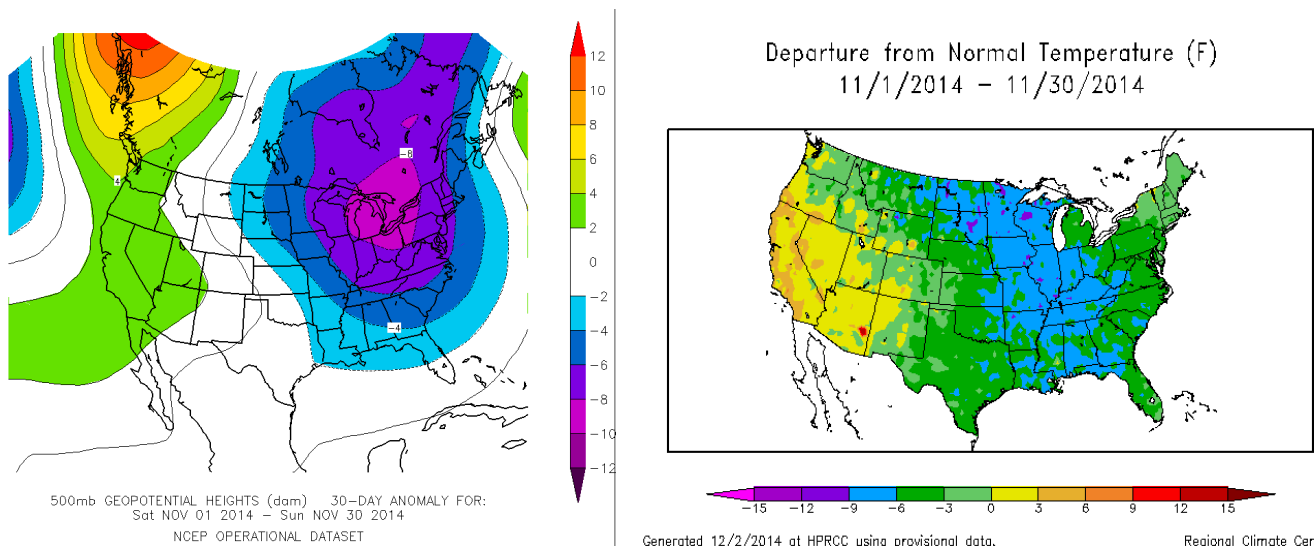 12
10
8
6
4
2
0
−2
−4
−6
−8
−10
−12
−8
4
−4
500mb GEOPOTENTIAL HEIGHTS (dam) 30−DAY ANOMALY FOR:
Sat NOV 01 2014 − Sun NOV 30 2014
NCEP OPERATIONAL DATASET
Departure from Normal Temperature (F)
11/1/2014 − 11/30/2014
−15 −12 −9 −6 −3 0 3 6 9 12 15
Generated 12/2/2014 at HPRCC using provisional data.
Regional Climate Cer